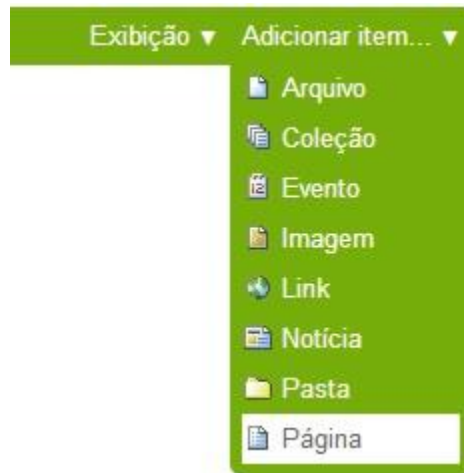 Exibição ▼ Adicionar item... ▼
Arquivo
Coleção
Evento
Imagem
Link
Notícia
Pasta
Página